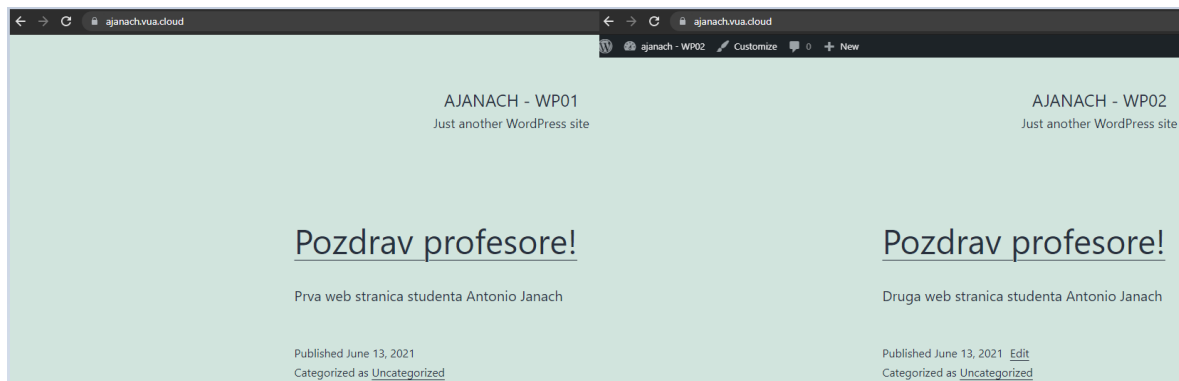 ajanach.vua.cloud
AJANACH - WP01
Just another WordPress site
Pozdrav profesore!
Prva web stranica studenta Antonio Janach
Published June 13, 2021
Categorized as Uncategorized
ajanach.vua.cloud
ajanach - WP02 Customize 0 + New
AJANACH - WP02
Just another WordPress site
Pozdrav profesore!
Druga web stranica studenta Antonio Janach
Published June 13, 2021 Edit
Categorized as Uncategorized